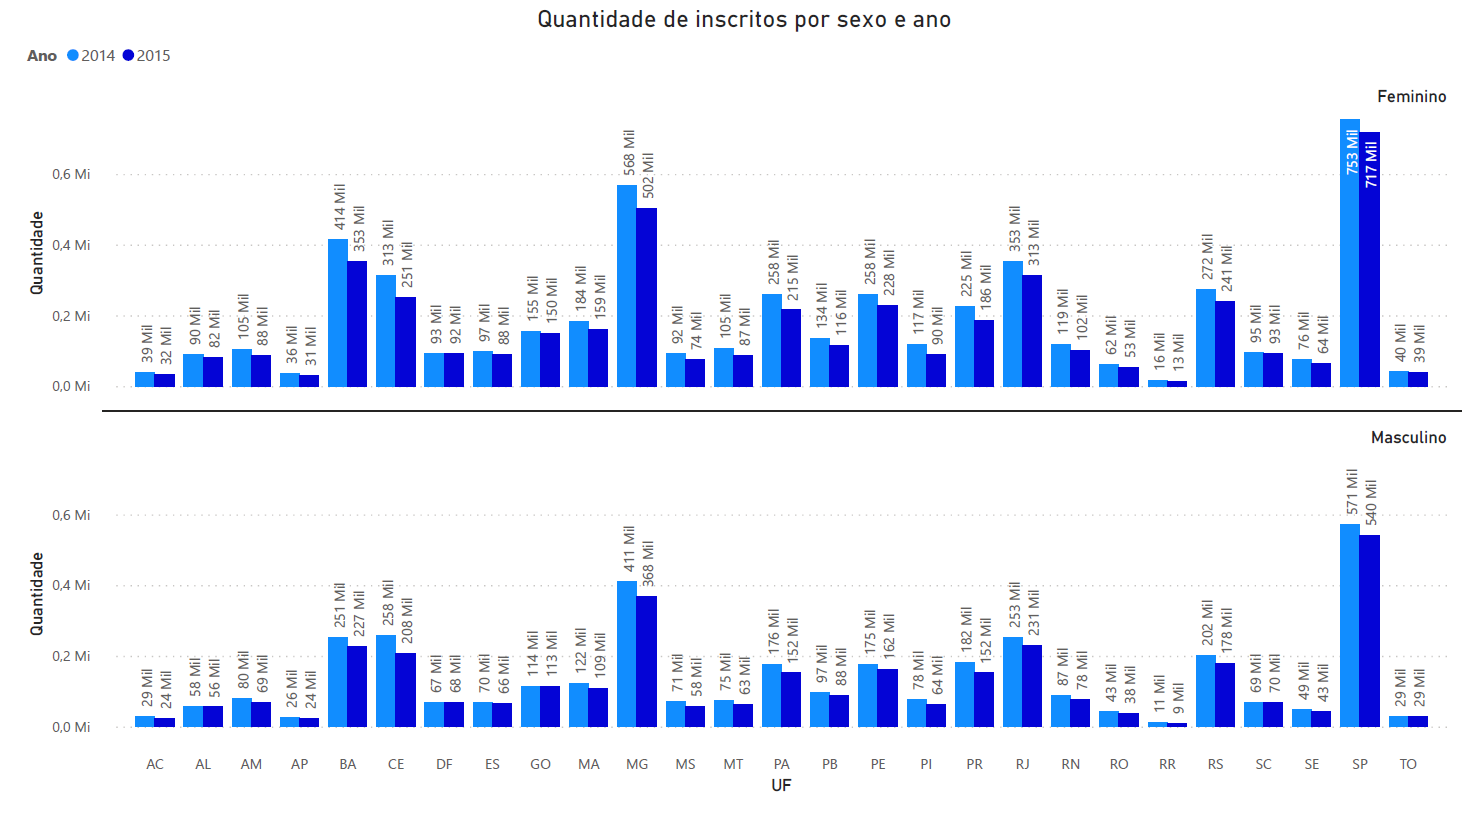 Quantidade de inscritos por sexo e ano
Ano 2014 2015
Feminino
Quantidade
0,6 Mi
0,4 Mi
0,2 Mi
0,0 Mi
39 Mil
32 Mil
90 Mil
82 Mil
105 Mil
88 Mil
36 Mil
31 Mil
414 Mil
353 Mil
313 Mil
251 Mil
93 Mil
92 Mil
97 Mil
88 Mil
155 Mil
150 Mil
184 Mil
159 Mil
568 Mil
502 Mil
92 Mil
74 Mil
105 Mil
87 Mil
258 Mil
215 Mil
134 Mil
116 Mil
258 Mil
228 Mil
117 Mil
90 Mil
225 Mil
186 Mil
353 Mil
313 Mil
119 Mil
102 Mil
62 Mil
53 Mil
16 Mil
13 Mil
272 Mil
241 Mil
95 Mil
93 Mil
76 Mil
64 Mil
753 Mil
717 Mil
40 Mil
39 Mil
Masculino
Quantidade
0,6 Mi
0,4 Mi
0,2 Mi
0,0 Mi
29 Mil
24 Mil
58 Mil
56 Mil
80 Mil
69 Mil
26 Mil
24 Mil
251 Mil
227 Mil
258 Mil
208 Mil
67 Mil
68 Mil
70 Mil
66 Mil
114 Mil
113 Mil
122 Mil
109 Mil
411 Mil
368 Mil
71 Mil
58 Mil
75 Mil
63 Mil
176 Mil
152 Mil
97 Mil
88 Mil
175 Mil
162 Mil
78 Mil
64 Mil
182 Mil
152 Mil
253 Mil
231 Mil
87 Mil
78 Mil
43 Mil
38 Mil
11 Mil
9 Mil
202 Mil
178 Mil
69 Mil
70 Mil
49 Mil
43 Mil
571 Mil
540 Mil
29 Mil
29 Mil
AC AL AM AP BA CE DF ES GO MA MG MS MT PA PB PE PI PR RJ RN RO RR RS SC SE SP TO
UF